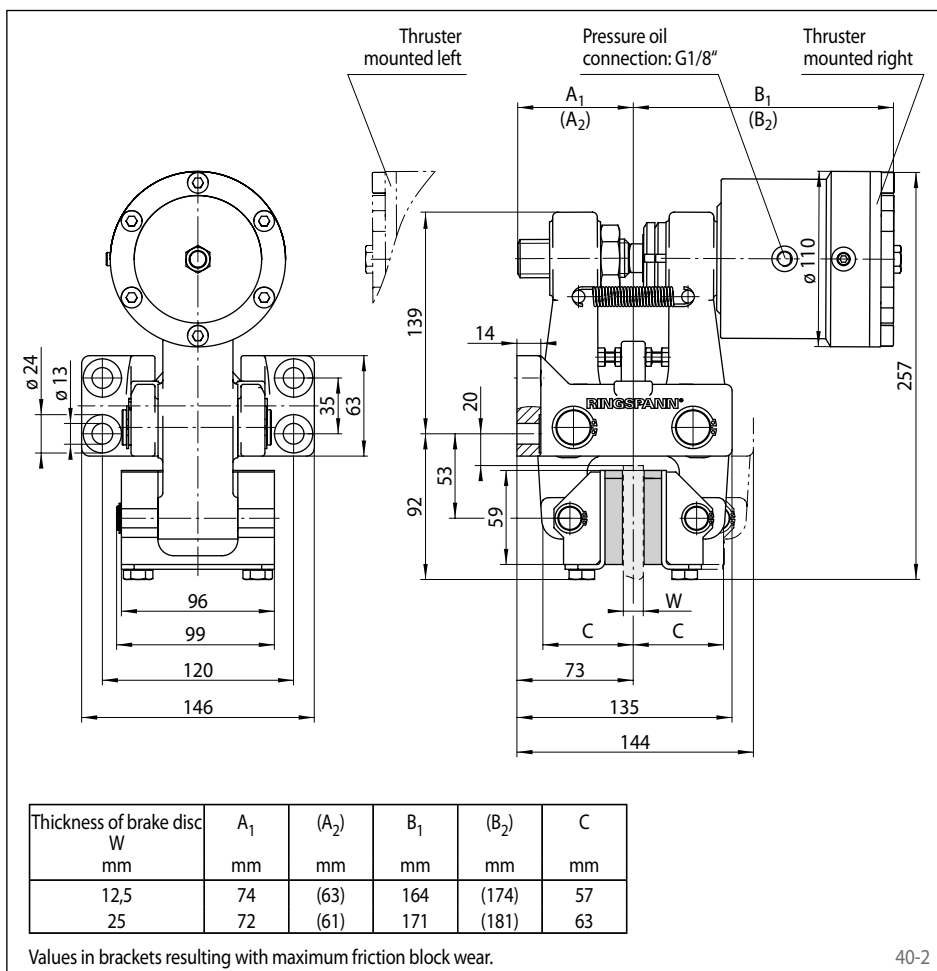 Thruster
mounted left
Pressure oil
connection: G1/8“
Thruster
mounted right
A1
(A2)
B1
(B2)
ø 110
139
14
257
ø 24
ø 13
35
63
20
RINGSPANN®
53
92
59
96
99
120
146
W
C
C
73
135
144
Thickness of brake disc A1 (A2) B1 (B2) C
W
mm mm mm mm mm mm
12,5 74 (63) 164 (174) 57
25 72 (61) 171 (181) 63
Values in brackets resulting with maximum friction block wear.
40-2